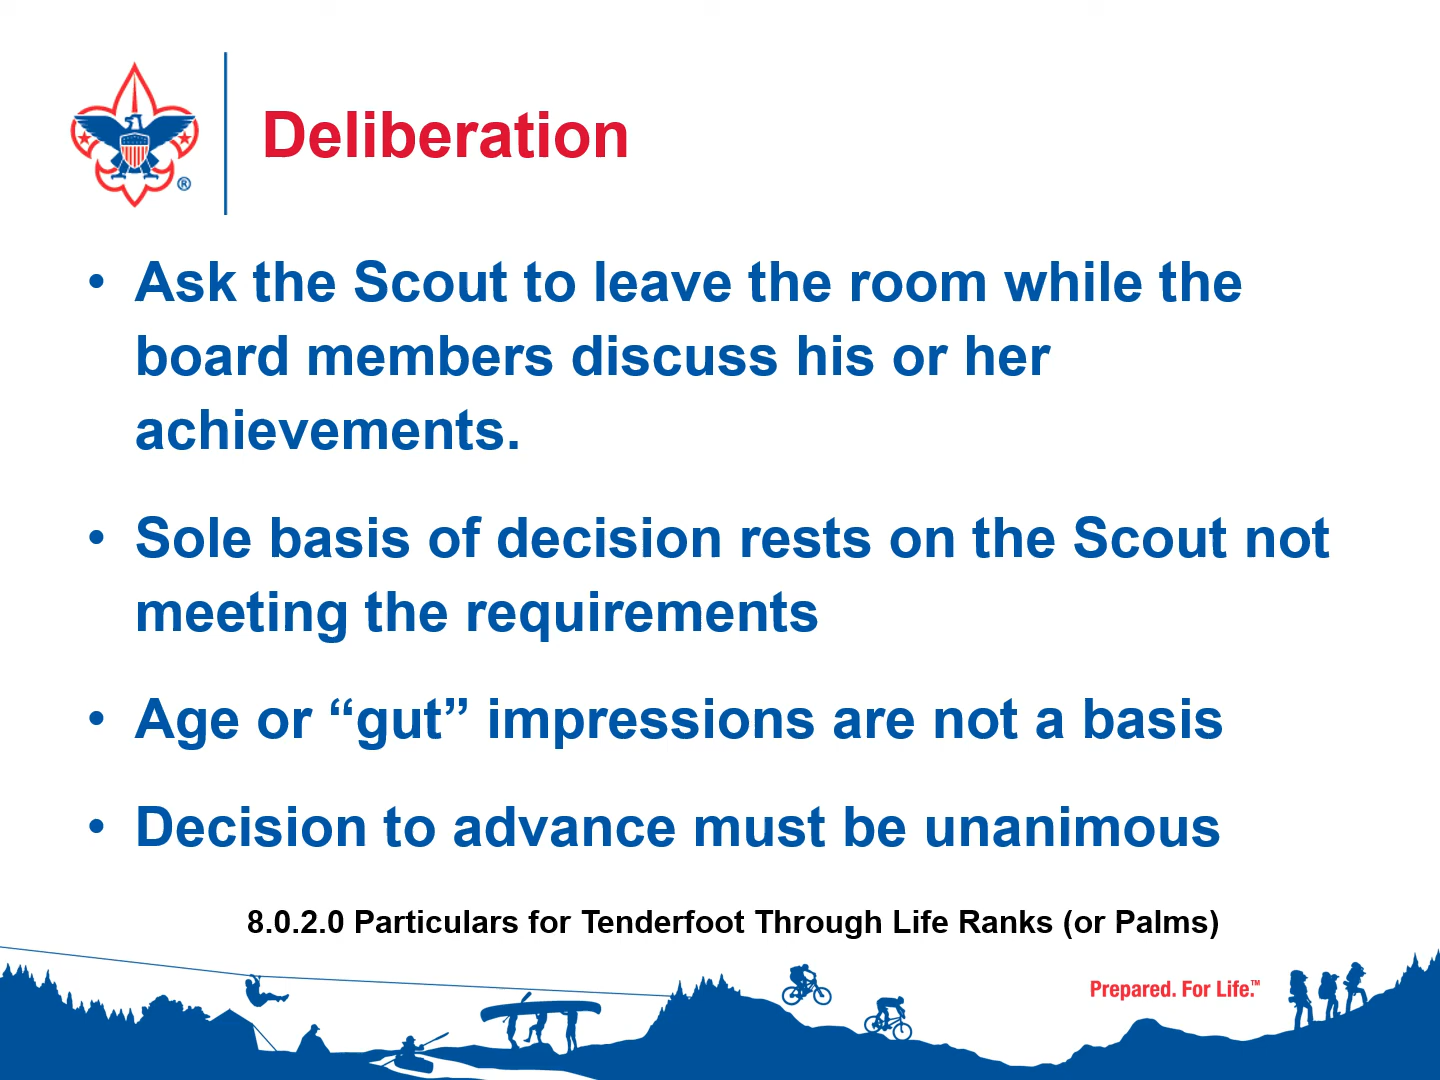 Deliberation
• Ask the Scout to leave the room while the
board members discuss his or her
achievements.
• Sole basis of decision rests on the Scout not
meeting the requirements
• Age or “gut” impressions are not a basis
• Decision to advance must be unanimous
8.0.2.0 Particulars for Tenderfoot Through Life Ranks (or Palms)
Prepared. For Life.™
®